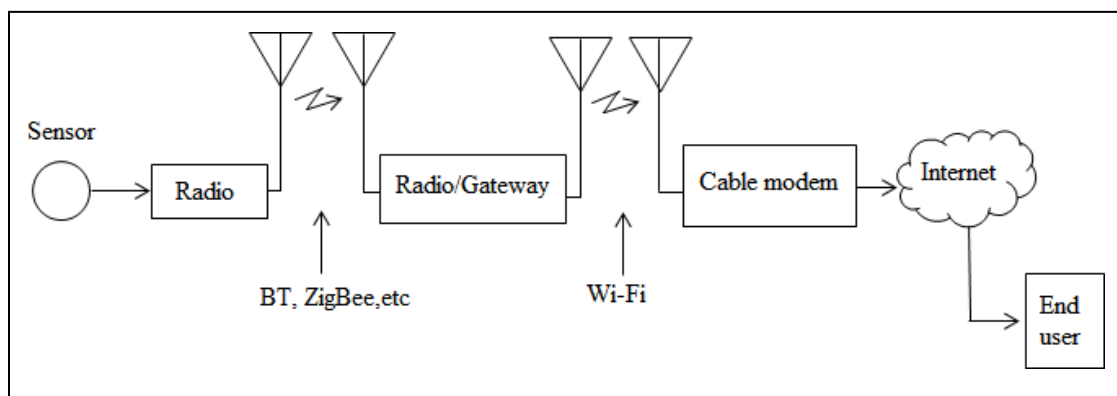 Sensor
Radio
BT, ZigBee,etc
Radio/Gateway
Wi-Fi
Cable modem
Internet
End
user